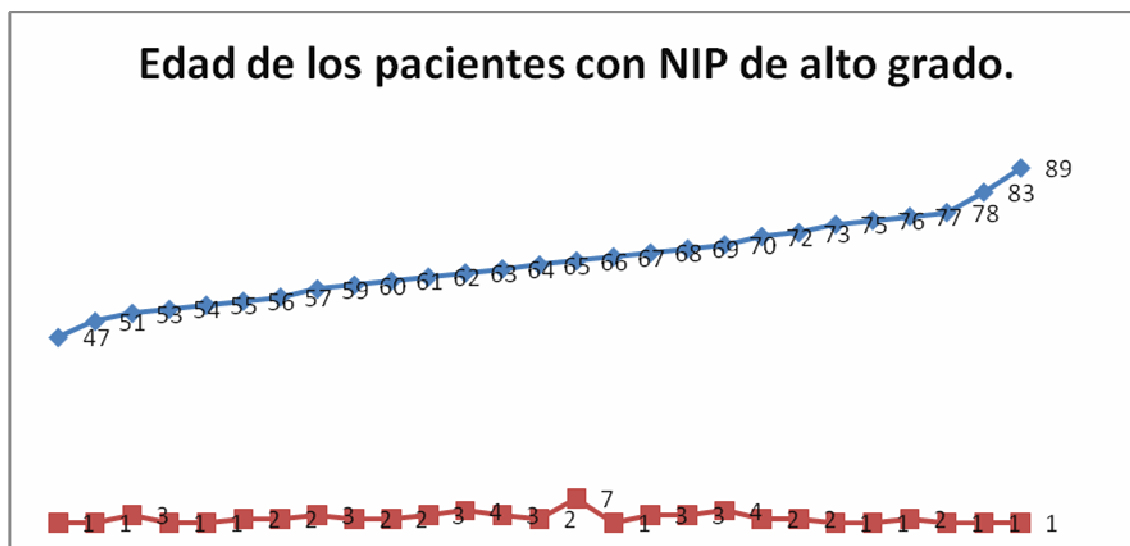 Edad de los pacientes con NIP de alto grado.
47 51 53 54 55 56 57 59 60 61 62 63 64 65 66 67 68 69 70 72 73 75 76 77 78 83 89
1 1 3 1 1 2 2 3 2 2 3 4 3 2 7 1 3 3 4 2 2 1 1 2 1 1 1